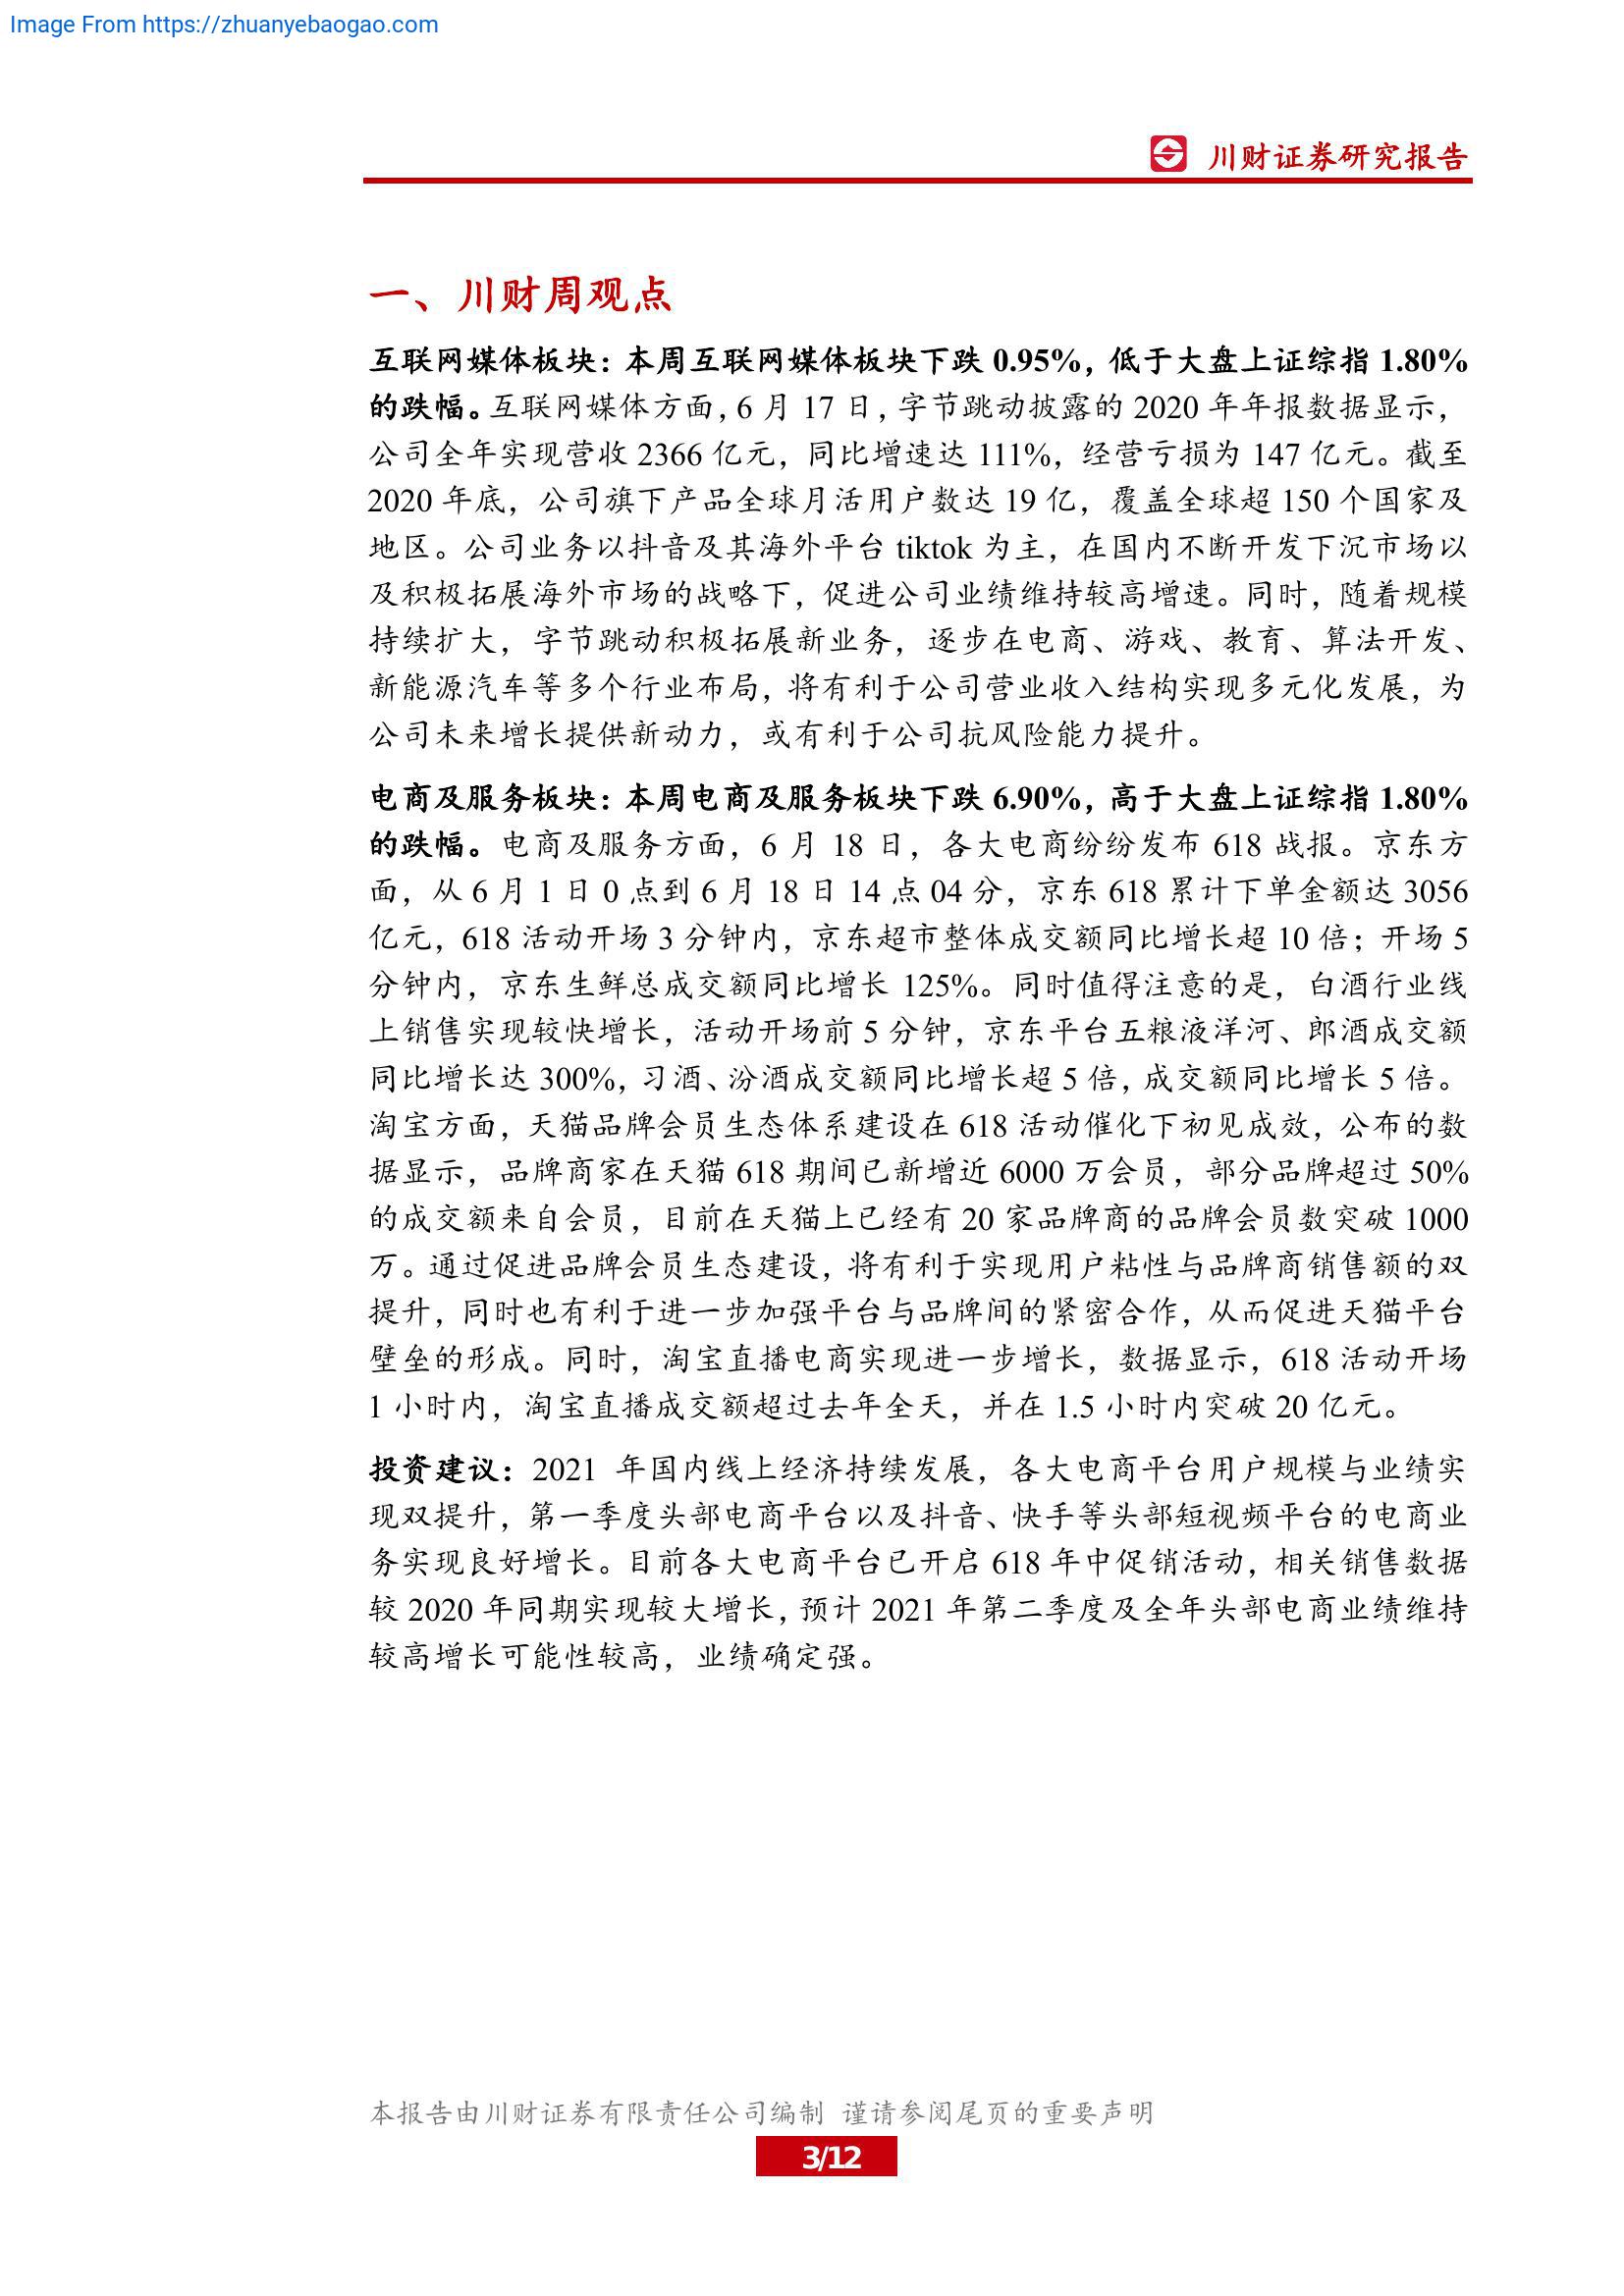 Image From https://zhuanyebaogao.com
川财证券研究报告
一、川财周观点
互联网媒体板块：本周互联网媒体板块下跌 0.95%，低于大盘上证综指 1.80%
的跌幅。互联网媒体方面，6 月 17 日，字节跳动披露的 2020 年年报数据显示，
公司全年实现营收 2366 亿元，同比增速达 111%，经营亏损为 147 亿元。截至
2020 年底，公司旗下产品全球月活用户数达 19 亿，覆盖全球超 150 个国家及
地区。公司业务以抖音及其海外平台 tiktok 为主，在国内不断开发下沉市场以
及积极拓展海外市场的战略下，促进公司业绩维持较高增速。同时，随着规模
持续扩大，字节跳动积极拓展新业务，逐步在电商、游戏、教育、算法开发、
新能源汽车等多个行业布局，将有利于公司营业收入结构实现多元化发展，为
公司未来增长提供新动力，或有利于公司抗风险能力提升。
电商及服务板块：本周电商及服务板块下跌 6.90%，高于大盘上证综指 1.80%
的跌幅。电商及服务方面，6 月 18 日，各大电商纷纷发布 618 战报。京东方
面，从 6 月 1 日 0 点到 6 月 18 日 14 点 04 分，京东 618 累计下单金额达 3056
亿元，618 活动开场 3 分钟内，京东超市整体成交额同比增长超 10 倍；开场 5
分钟内，京东生鲜总成交额同比增长 125%。同时值得注意的是，白酒行业线
上销售实现较快增长，活动开场前 5 分钟，京东平台五粮液洋河、郎酒成交额
同比增长达 300%，习酒、汾酒成交额同比增长超 5 倍，成交额同比增长 5 倍。
淘宝方面，天猫品牌会员生态体系建设在 618 活动催化下初见成效，公布的数
据显示，品牌商家在天猫 618 期间已新增近 6000 万会员，部分品牌超过 50%
的成交额来自会员，目前在天猫上已经有 20 家品牌商的品牌会员数突破 1000
万。通过促进品牌会员生态建设，将有利于实现用户粘性与品牌商销售额的双
提升，同时也有利于进一步加强平台与品牌间的紧密合作，从而促进天猫平台
壁垒的形成。同时，淘宝直播电商实现进一步增长，数据显示，618 活动开场
1 小时内，淘宝直播成交额超过去年全天，并在 1.5 小时内突破 20 亿元。
投资建议：2021 年国内线上经济持续发展，各大电商平台用户规模与业绩实
现双提升，第一季度头部电商平台以及抖音、快手等头部短视频平台的电商业
务实现良好增长。目前各大电商平台已开启 618 年中促销活动，相关销售数据
较 2020 年同期实现较大增长，预计 2021 年第二季度及全年头部电商业绩维持
较高增长可能性较高，业绩确定强。
本报告由川财证券有限责任公司编制 谨请参阅尾页的重要声明
3/12